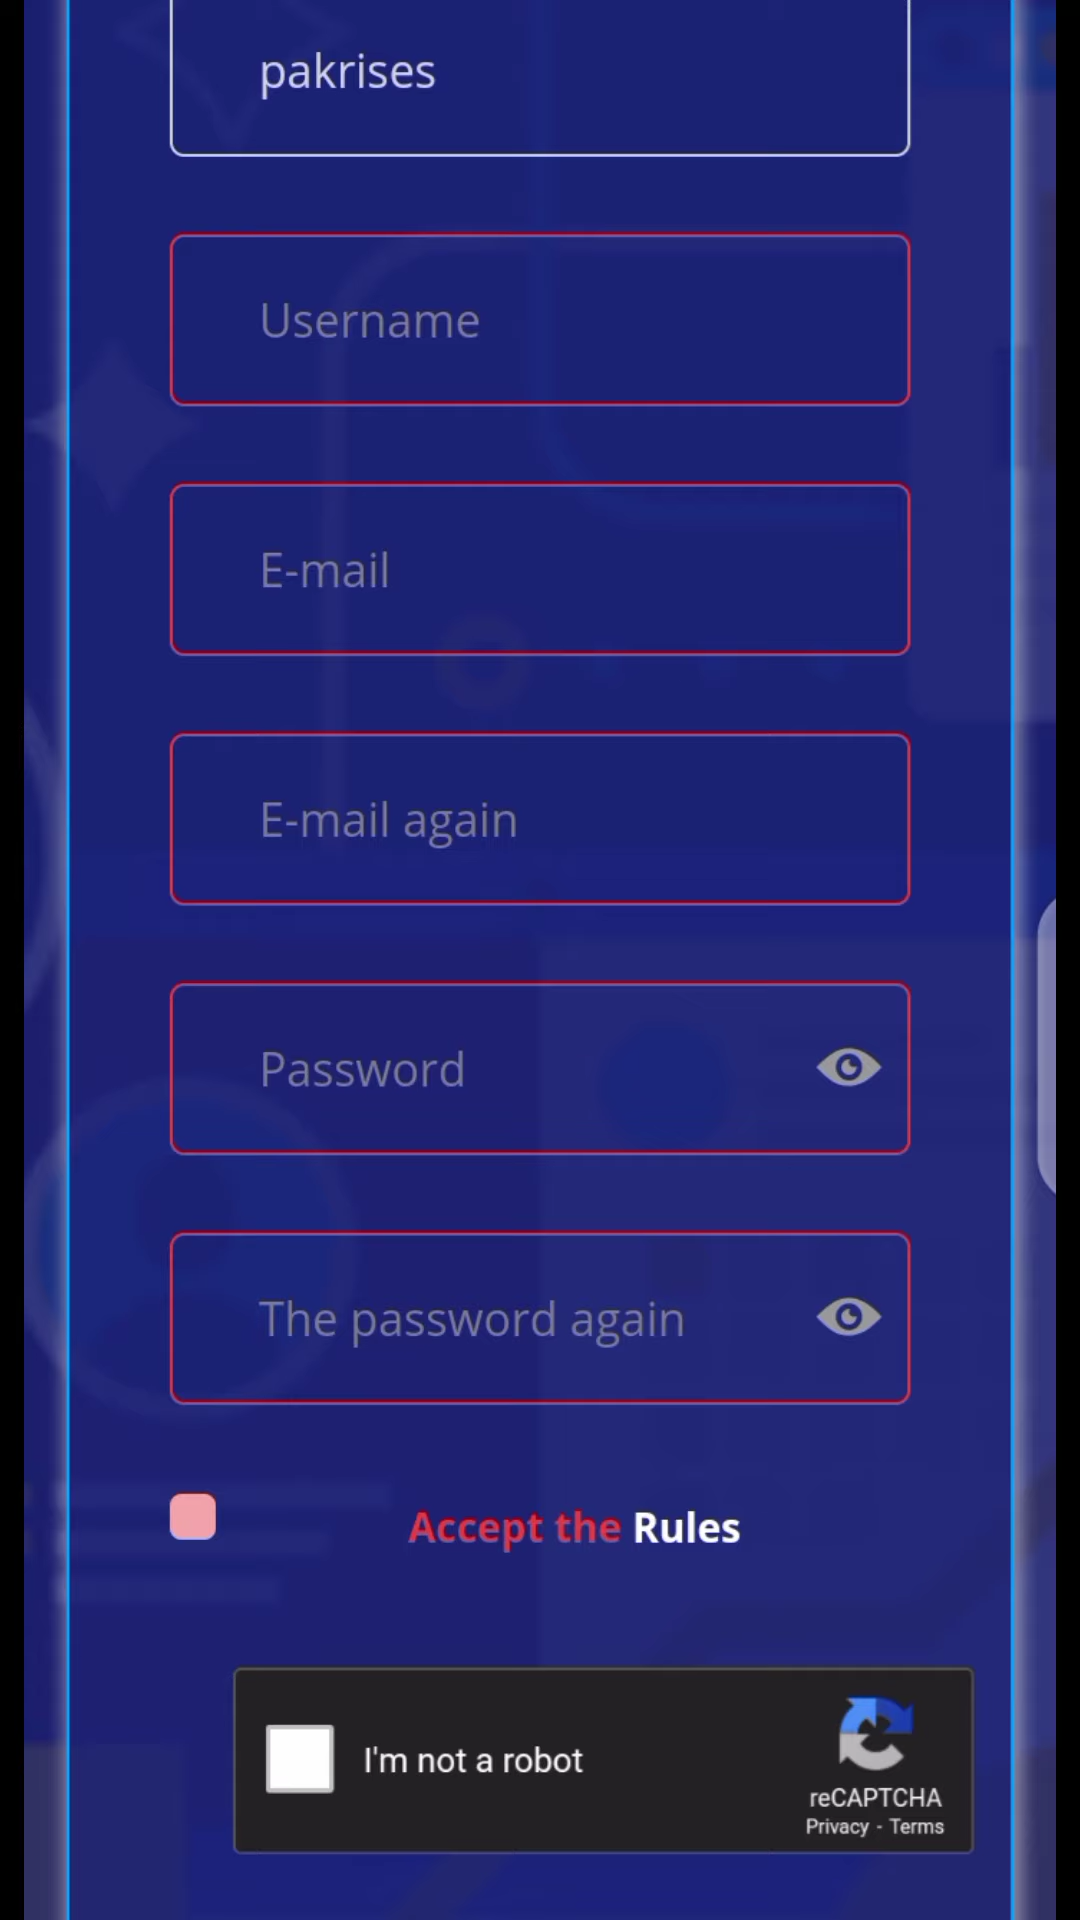 pakrises
Username
E-mail
E-mail again
Password
The password again
Accept the Rules
I'm not a robot
reCAPTCHA
Privacy - Terms